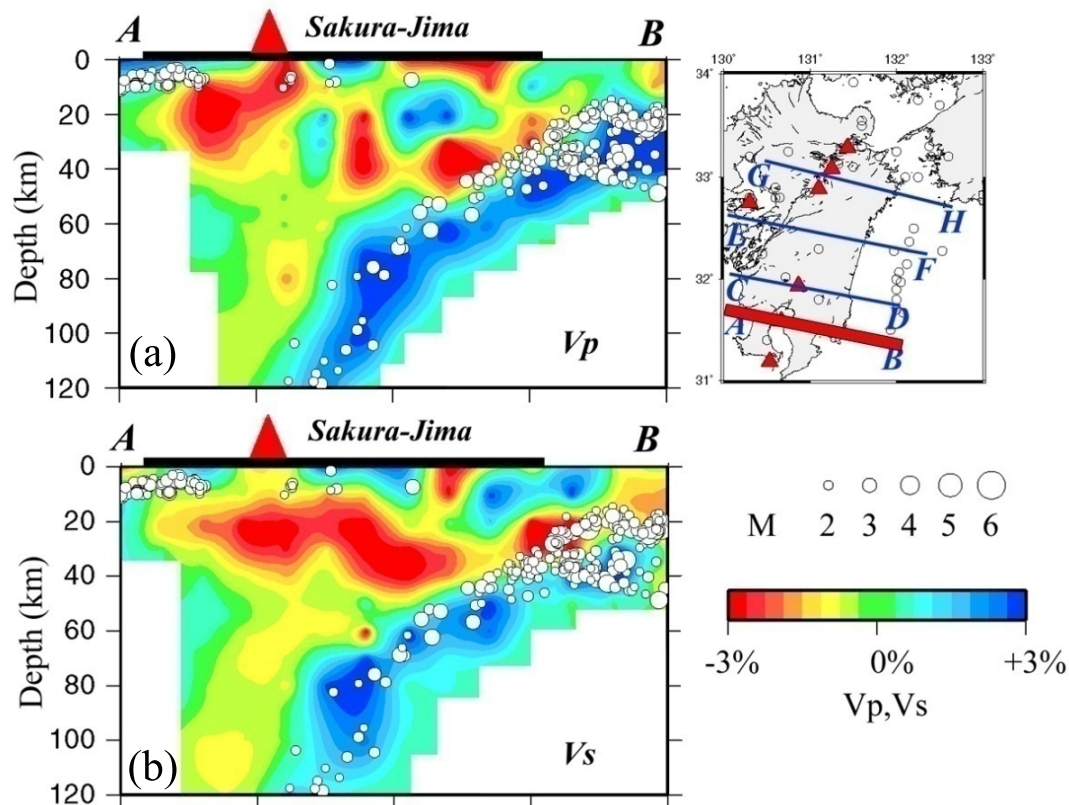 A Sakura-Jima B
0
20
40
60
80
100
120
Depth (km)
(a)
Vp
130° 131° 132° 133°
34°
33°
32°
31°
G
H
E
F
C
D
A
B
A Sakura-Jima B
0
20
40
60
80
100
120
Depth (km)
(b)
Vs
M 2 3 4 5 6
-3% 0% +3%
Vp,Vs